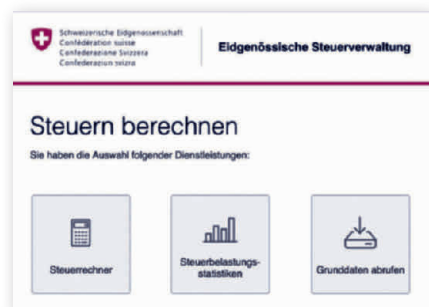 Schweizerische Eidgenossenschaft
Confédération suisse
Confederazione Svizzera
Confederaziun svizra
Eidgenössische Steuerverwaltung
Steuern berechnen
Sie haben die Auswahl folgender Dienstleistungen:
Steuerrechner
Steuerbelastungs-
statistiken
Grunddaten abrufen